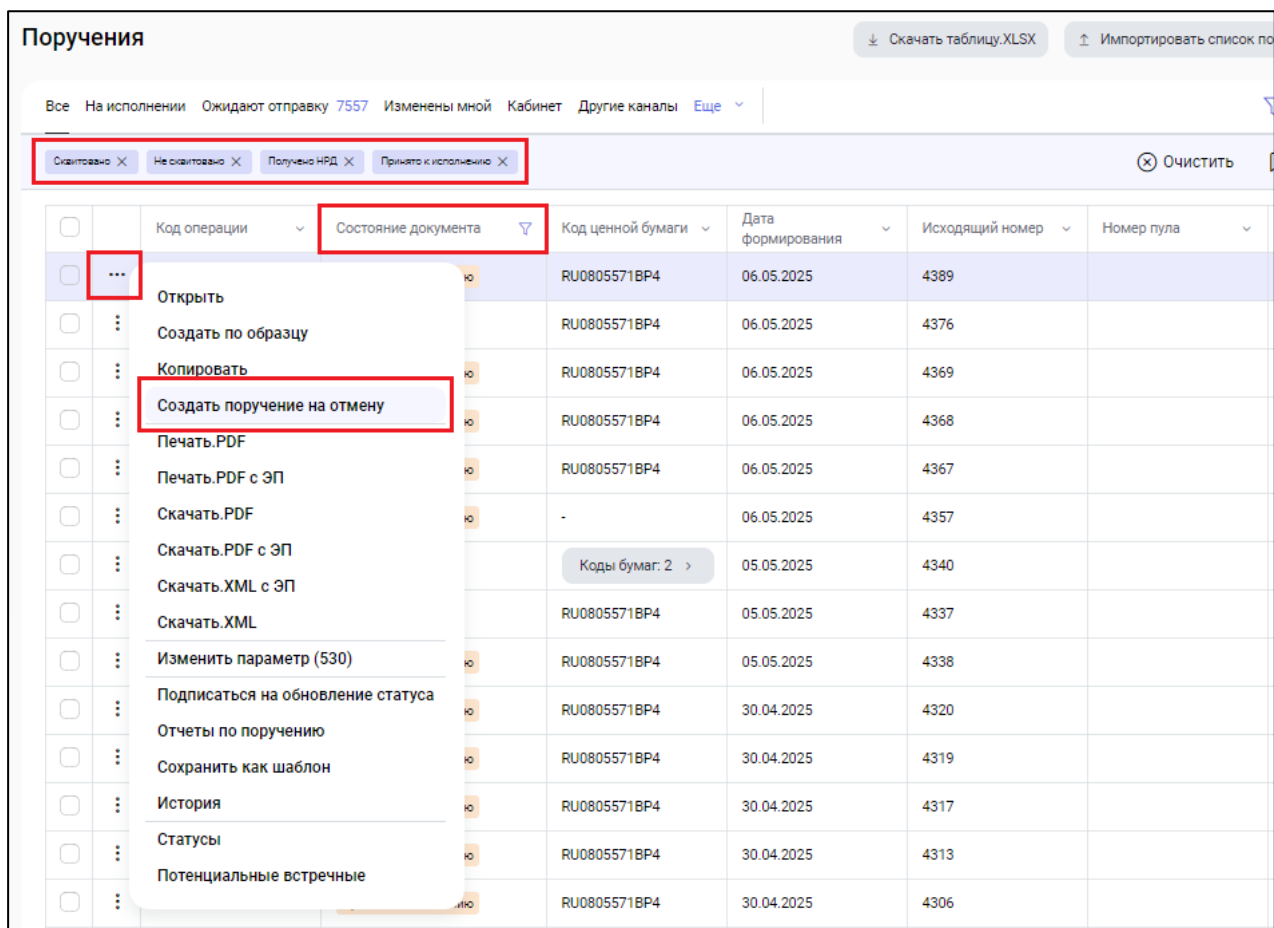 Поручения
Скачать таблицу.XLSX
Импортировать список по
Все На исполнении Ожидают отправку 7557 Изменены мной Кабинет Другие каналы Еще
Сквитовано Не сквитовано Получено НРД Принято к исполнению
Очистить
Код операции Состояние документа Код ценной бумаги Дата формирования Исходящий номер Номер пула
ю RU0805571BP4 06.05.2025 4389
Открыть
RU0805571BP4 06.05.2025 4376
Создать по образцу
Копировать
ю RU0805571BP4 06.05.2025 4369
Создать поручение на отмену
ю RU0805571BP4 06.05.2025 4368
Печать.PDF
ю RU0805571BP4 06.05.2025 4367
Печать.PDF с ЭП
Скачать.PDF
ю - 06.05.2025 4357
Скачать.PDF с ЭП
Коды бумаг: 2 05.05.2025 4340
Скачать.XML с ЭП
Скачать.XML
RU0805571BP4 05.05.2025 4337
Изменить параметр (530)
ю RU0805571BP4 05.05.2025 4338
Подписаться на обновление статуса
ю RU0805571BP4 30.04.2025 4320
Отчеты по поручению
Сохранить как шаблон
ю RU0805571BP4 30.04.2025 4319
История
ю RU0805571BP4 30.04.2025 4317
Статусы
ю RU0805571BP4 30.04.2025 4313
Потенциальные встречные
ию RU0805571BP4 30.04.2025 4306